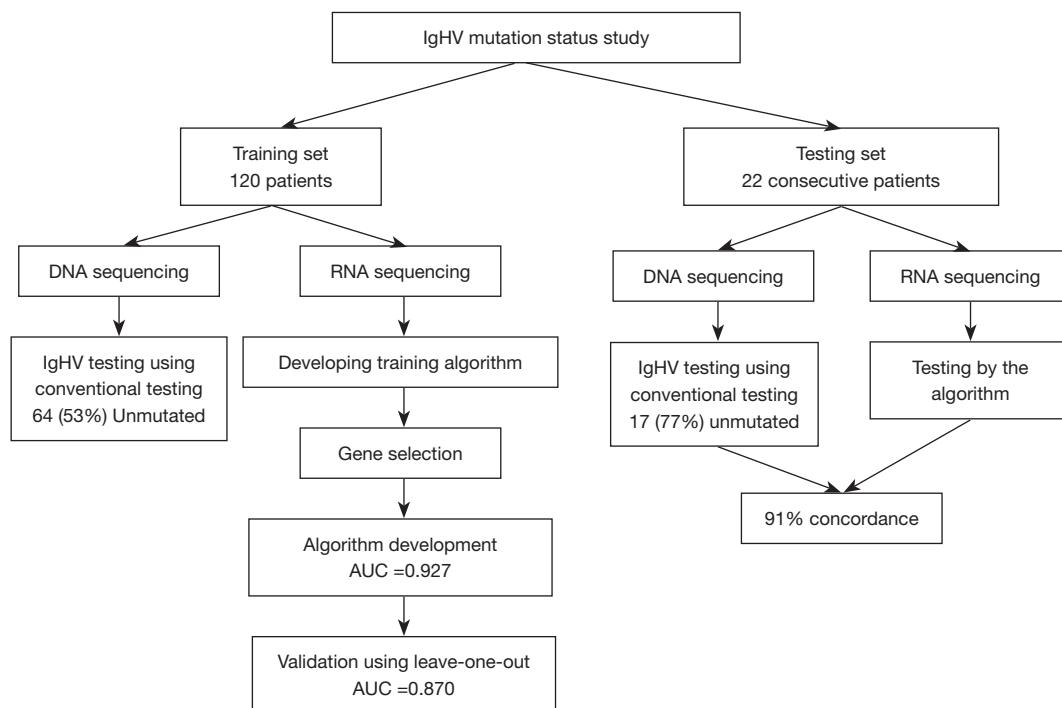 IgHV mutation status study
Training set
120 patients
Testing set
22 consecutive patients
DNA sequencing
RNA sequencing
DNA sequencing
RNA sequencing
IgHV testing using
conventional testing
64 (53%) Unmutated
Developing training algorithm
IgHV testing using
conventional testing
17 (77%) unmutated
Testing by the
algorithm
Gene selection
91% concordance
Algorithm development
AUC =0.927
Validation using leave-one-out
AUC =0.870